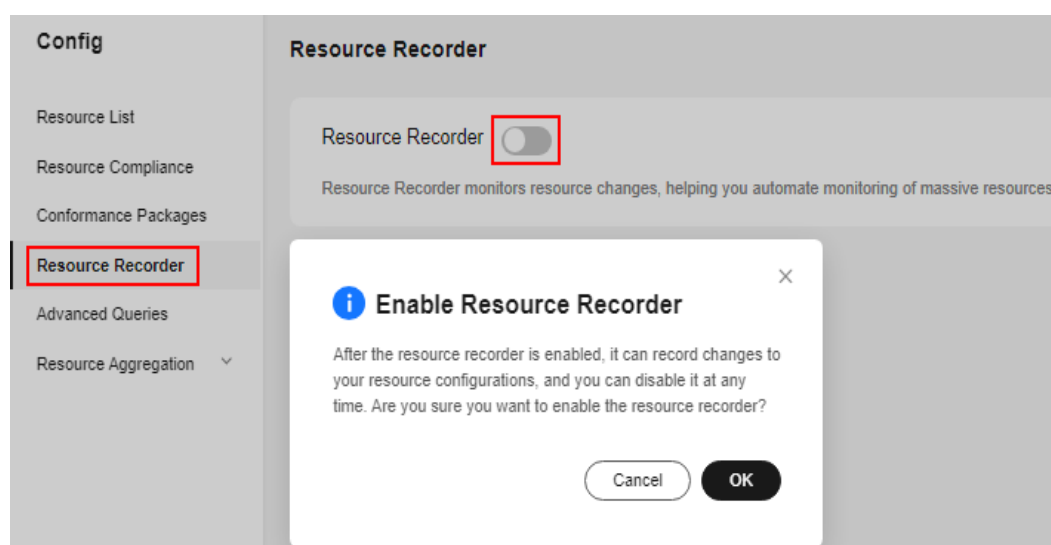 Config
Resource List
Resource Compliance
Conformance Packages
Resource Recorder
Advanced Queries
Resource Aggregation
Resource Recorder
Resource Recorder
Resource Recorder monitors resource changes, helping you automate monitoring of massive resources
Enable Resource Recorder
After the resource recorder is enabled, it can record changes to
your resource configurations, and you can disable it at any
time. Are you sure you want to enable the resource recorder?
Cancel
OK